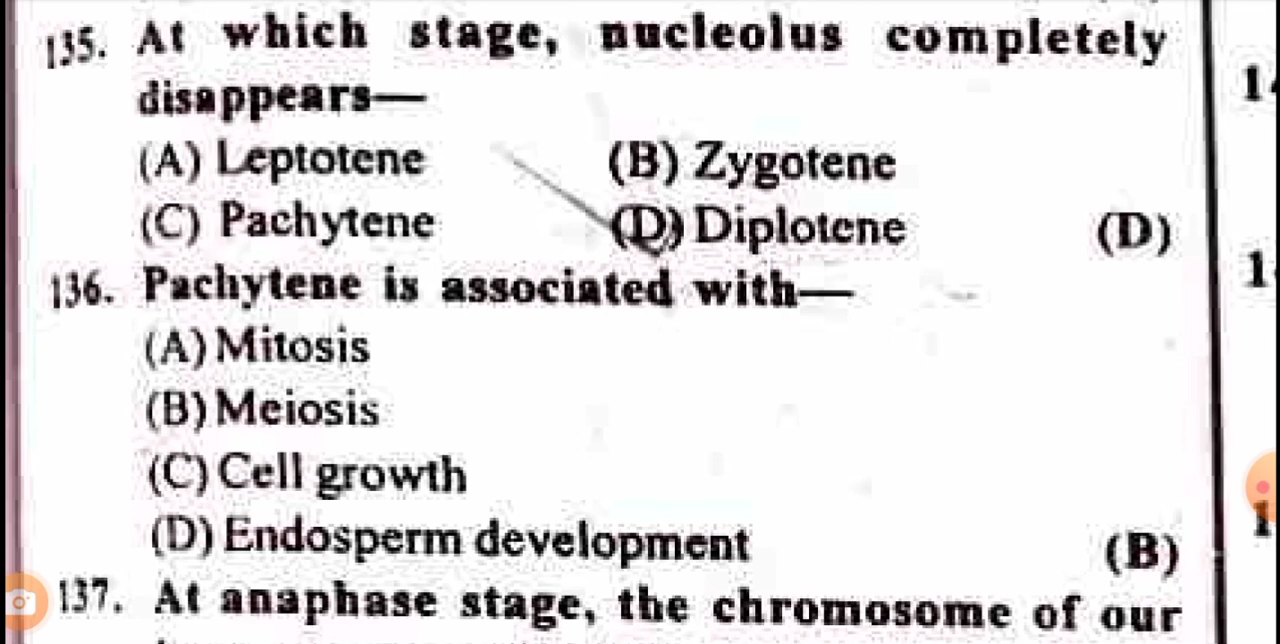 135. At which stage, nucleolus completely
disappears—
(A) Leptotene (B) Zygotene
(C) Pachytene (D) Diplotene (D)
136. Pachytene is associated with—
(A) Mitosis
(B) Meiosis
(C) Cell growth
(D) Endosperm development (B)
137. At anaphase stage, the chromosome of our